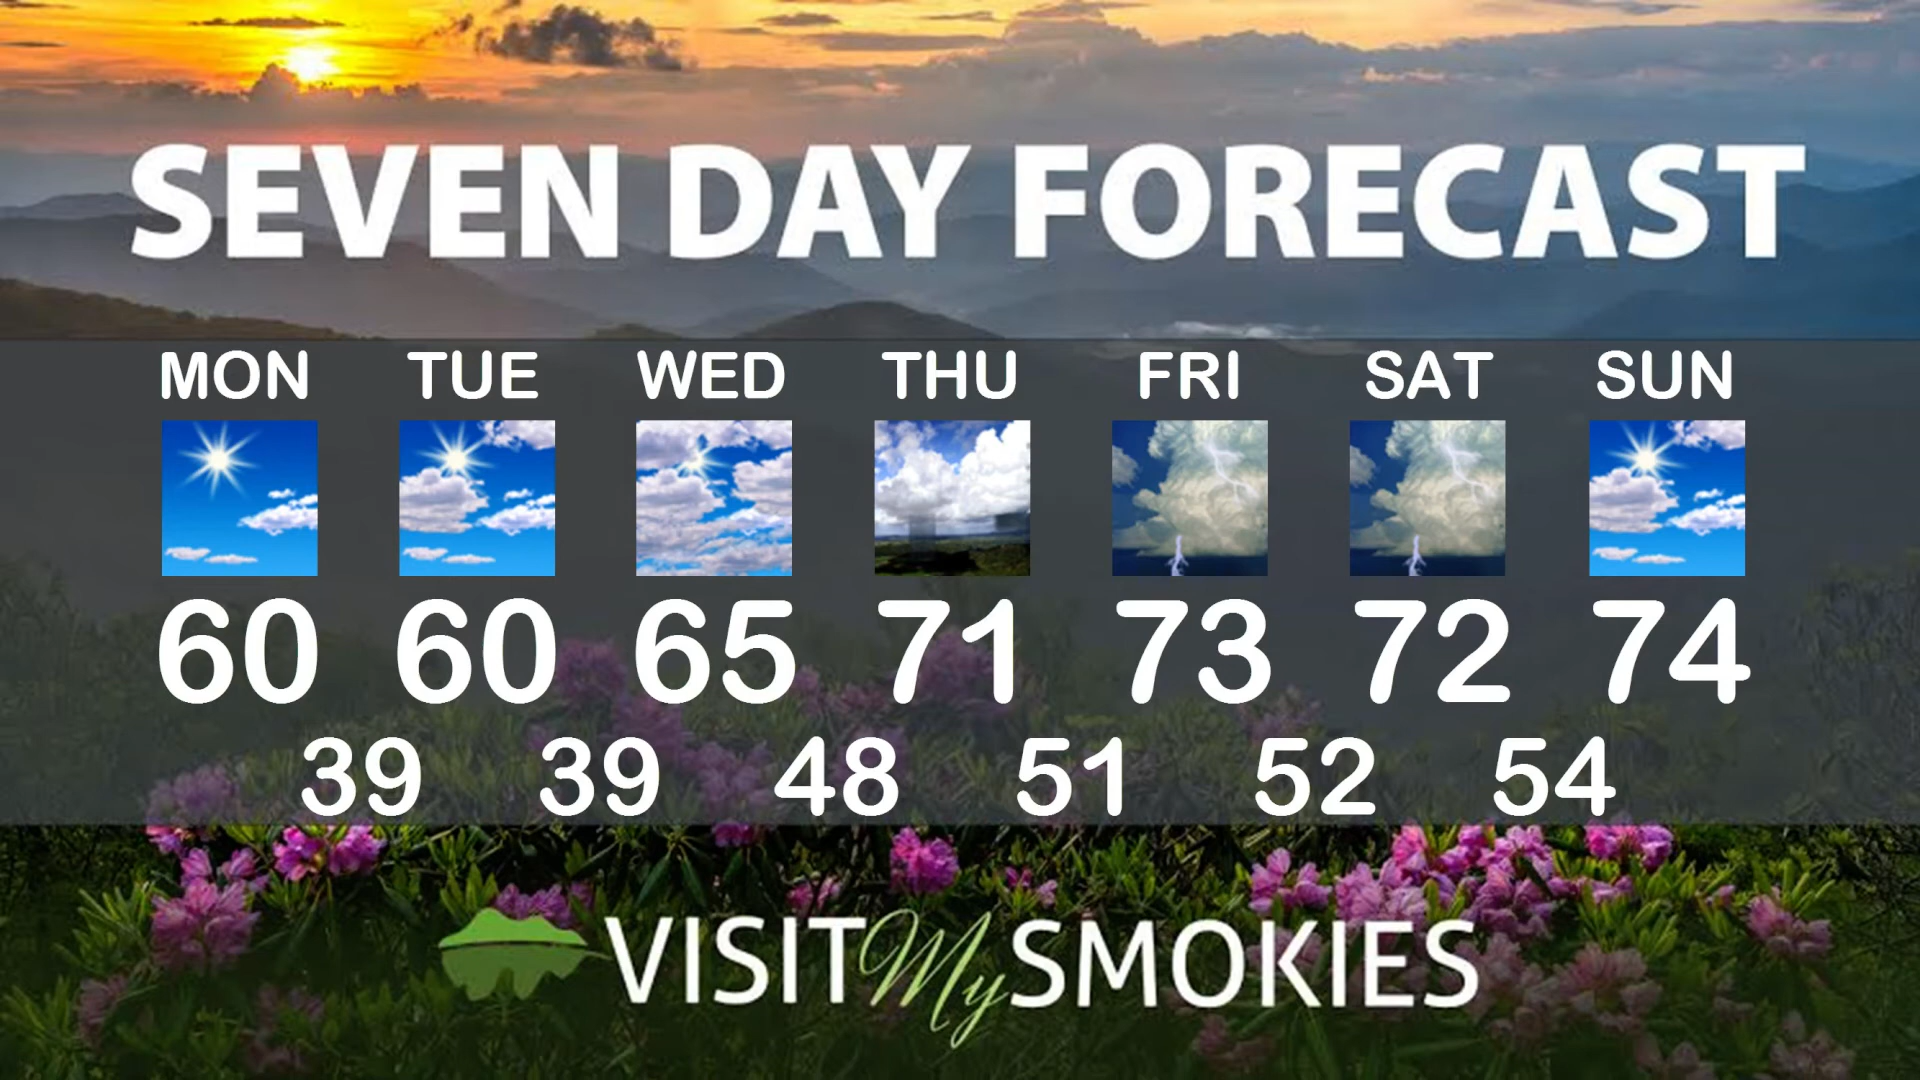 SEVEN DAY FORECAST
MON TUE WED THU FRI SAT SUN
60 60 65 71 73 72 74
39 39 48 51 52 54
VISIT My SMOKIES